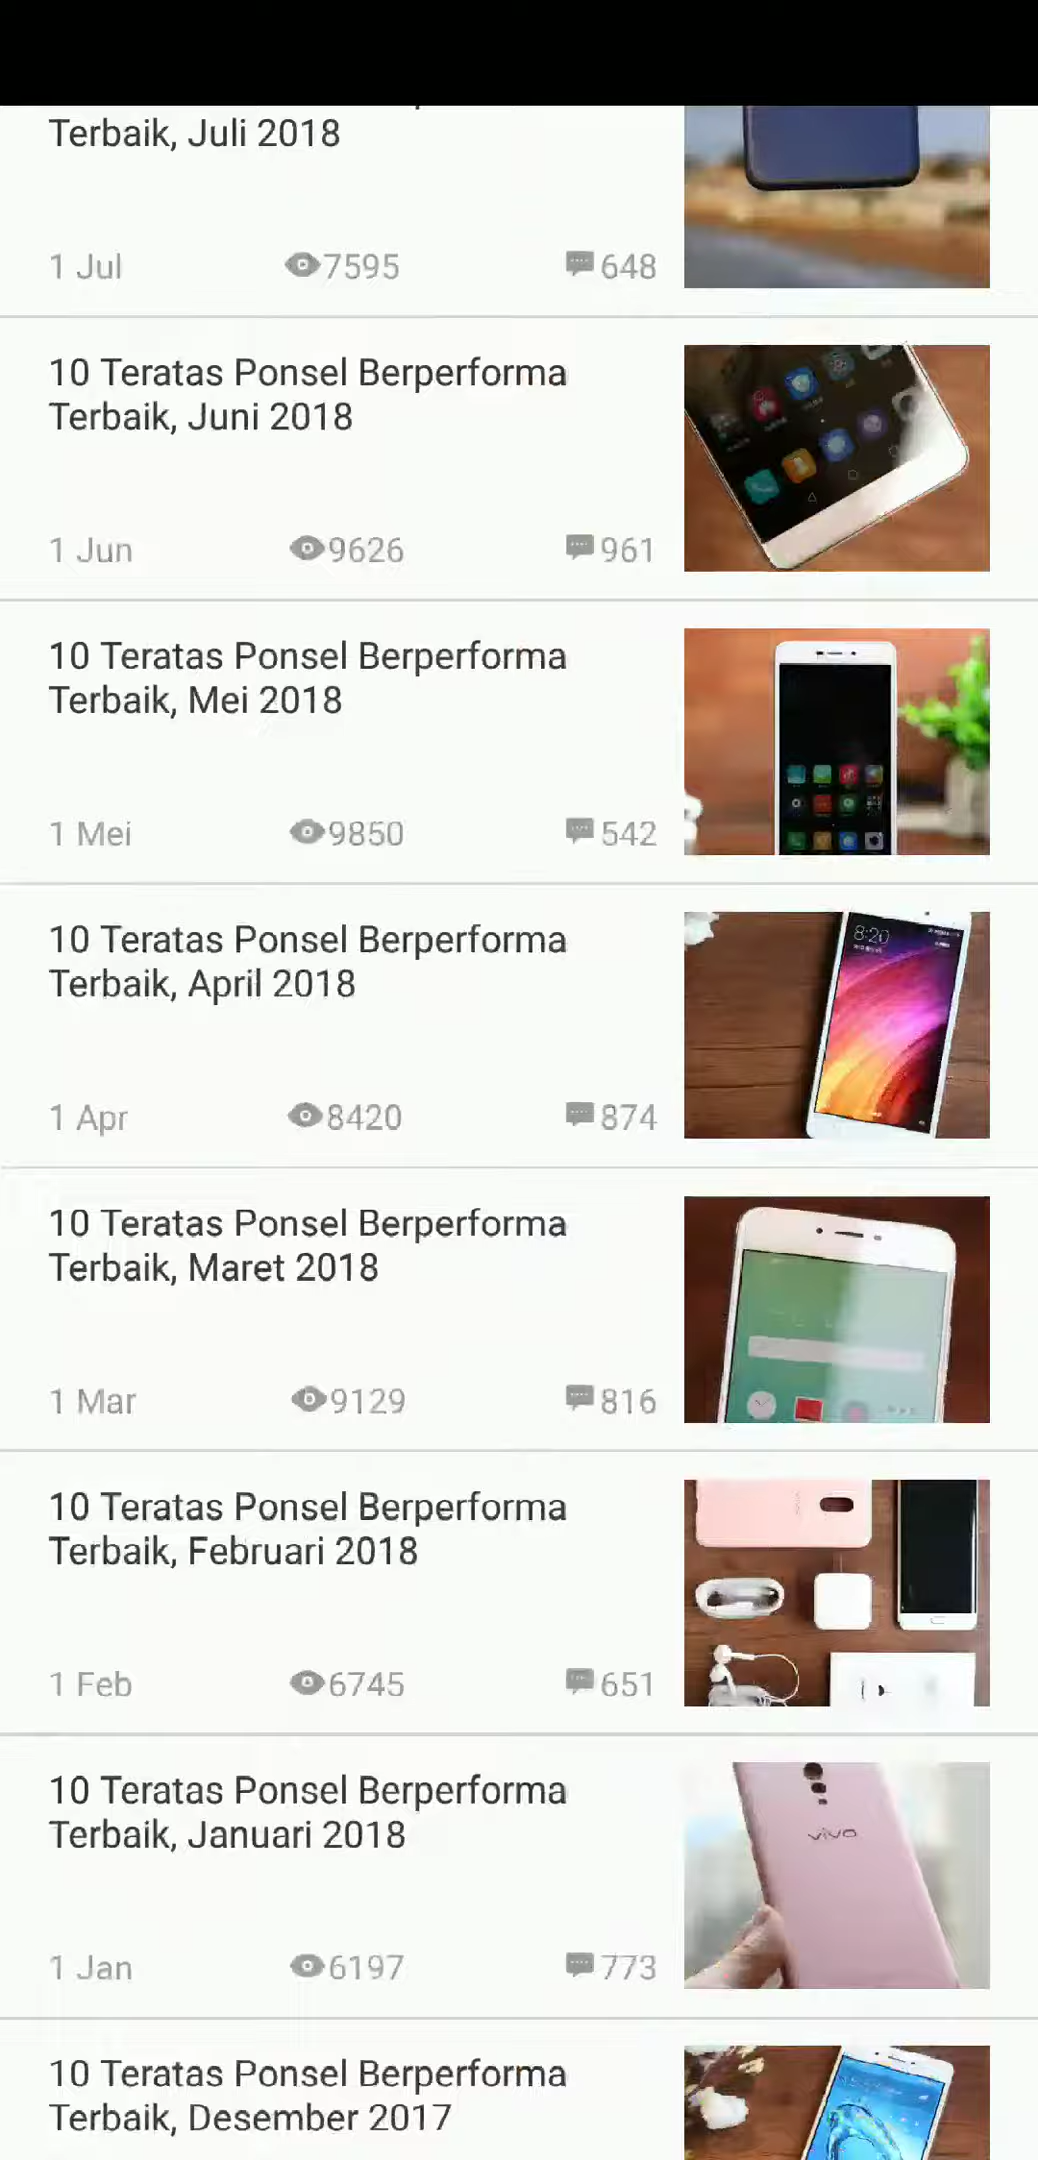 Terbaik, Juli 2018
1 Jul 7595 648
10 Teratas Ponsel Berperforma
Terbaik, Juni 2018
1 Jun 9626 961
10 Teratas Ponsel Berperforma
Terbaik, Mei 2018
1 Mei 9850 542
10 Teratas Ponsel Berperforma
Terbaik, April 2018
8:20
1 Apr 8420 874
10 Teratas Ponsel Berperforma
Terbaik, Maret 2018
1 Mar 9129 816
10 Teratas Ponsel Berperforma
Terbaik, Februari 2018
1 Feb 6745 651
10 Teratas Ponsel Berperforma
Terbaik, Januari 2018
vivo
1 Jan 6197 773
10 Teratas Ponsel Berperforma
Terbaik, Desember 2017